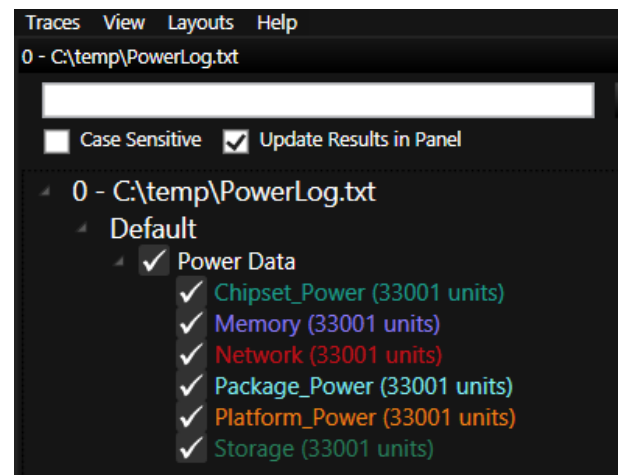 Traces View Layouts Help
0 - C:\temp\PowerLog.txt
Case Sensitive Update Results in Panel
0 - C:\temp\PowerLog.txt
Default
Power Data
Chipset_Power (33001 units)
Memory (33001 units)
Network (33001 units)
Package_Power (33001 units)
Platform_Power (33001 units)
Storage (33001 units)